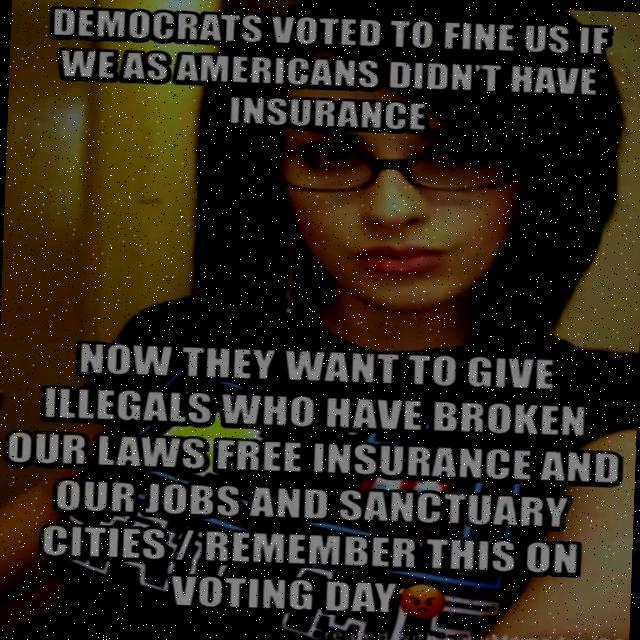 DEMOCRATS VOTED TO FINE US IF
WE AS AMERICANS DIDN'T HAVE
INSURANCE
NOW THEY WANT TO GIVE
ILLEGALS WHO HAVE BROKEN
OUR LAWS FREE INSURANCE AND
OUR JOBS AND SANCTUARY
CITIES // REMEMBER THIS ON
VOTING DAY😡